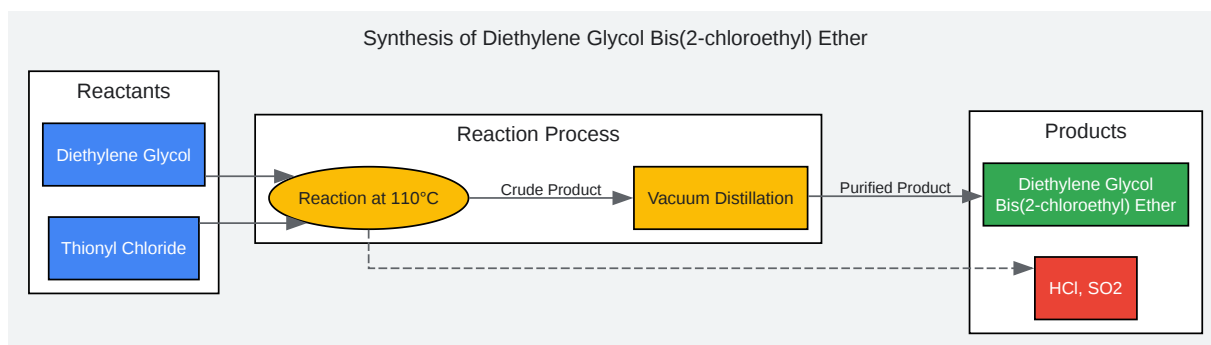 Synthesis of Diethylene Glycol Bis(2-chloroethyl) Ether
Reactants
Diethylene Glycol
Thionyl Chloride
Reaction Process
Reaction at 110°C
Crude Product
Vacuum Distillation
Purified Product
Products
Diethylene Glycol
Bis(2-chloroethyl) Ether
HCl, SO2